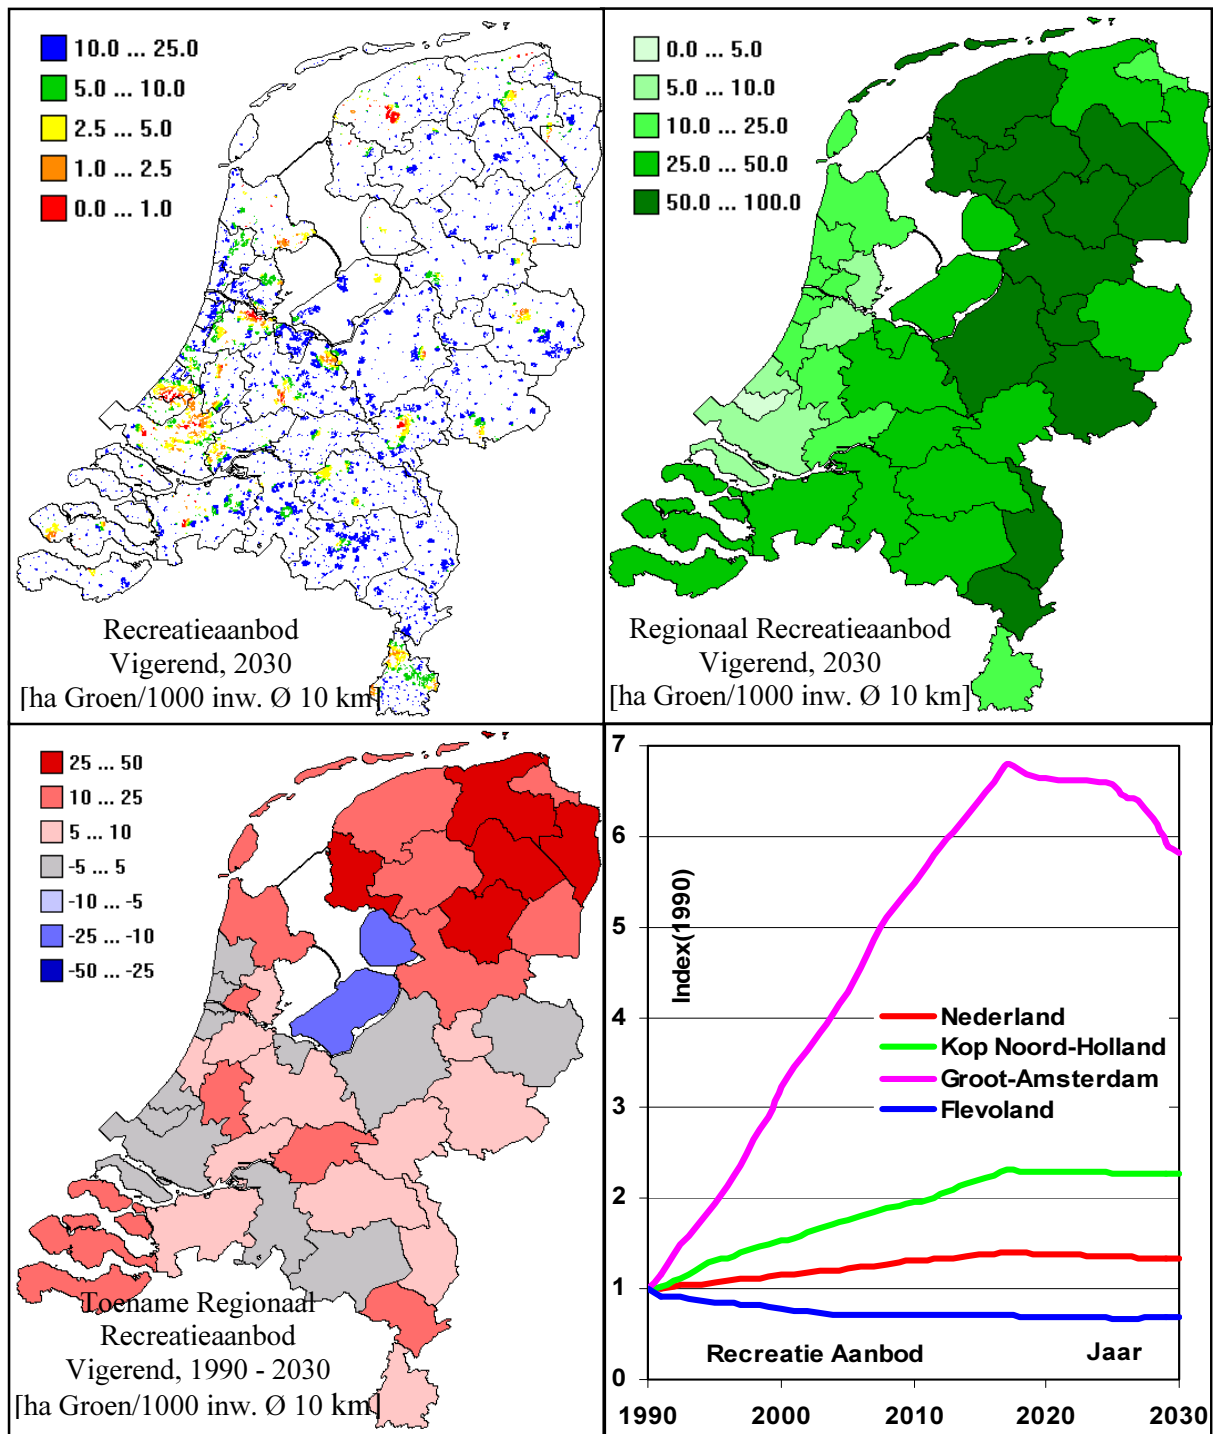 10.0 ... 25.0
5.0 ... 10.0
2.5 ... 5.0
1.0 ... 2.5
0.0 ... 1.0
Recreatieaanbod
Vigerend, 2030
[ha Groen/1000 inw. Ø 10 km]
0.0 ... 5.0
5.0 ... 10.0
10.0 ... 25.0
25.0 ... 50.0
50.0 ... 100.0
Regionaal Recreatieaanbod
Vigerend, 2030
[ha Groen/1000 inw. Ø 10 km]
25 ... 50
10 ... 25
5 ... 10
-5 ... 5
-10 ... -5
-25 ... -10
-50 ... -25
Toename Regionaal
Recreatieaanbod
Vigerend, 1990 - 2030
[ha Groen/1000 inw. Ø 10 km]
7
6
5
4
3
2
1
0
Index(1990)
Nederland
Kop Noord-Holland
Groot-Amsterdam
Flevoland
Recreatie Aanbod
Jaar
1990 2000 2010 2020 2030